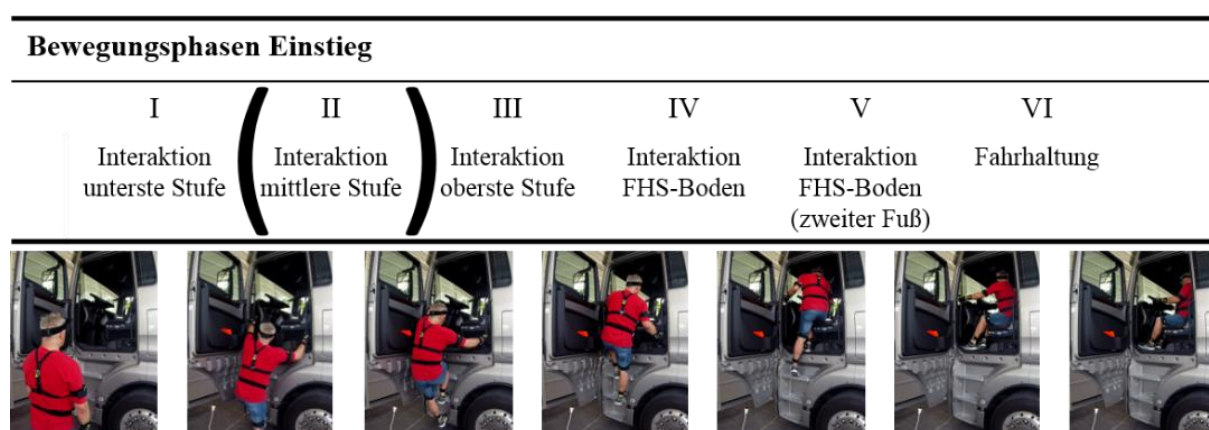 Bewegungsphasen Einstieg
I
II
III
IV
V
VI
Interaktion
unterste Stufe
Interaktion
mittlere Stufe
Interaktion
oberste Stufe
Interaktion
FHS-Boden
Interaktion
FHS-Boden
(zweiter Fuß)
Fahrhaltung